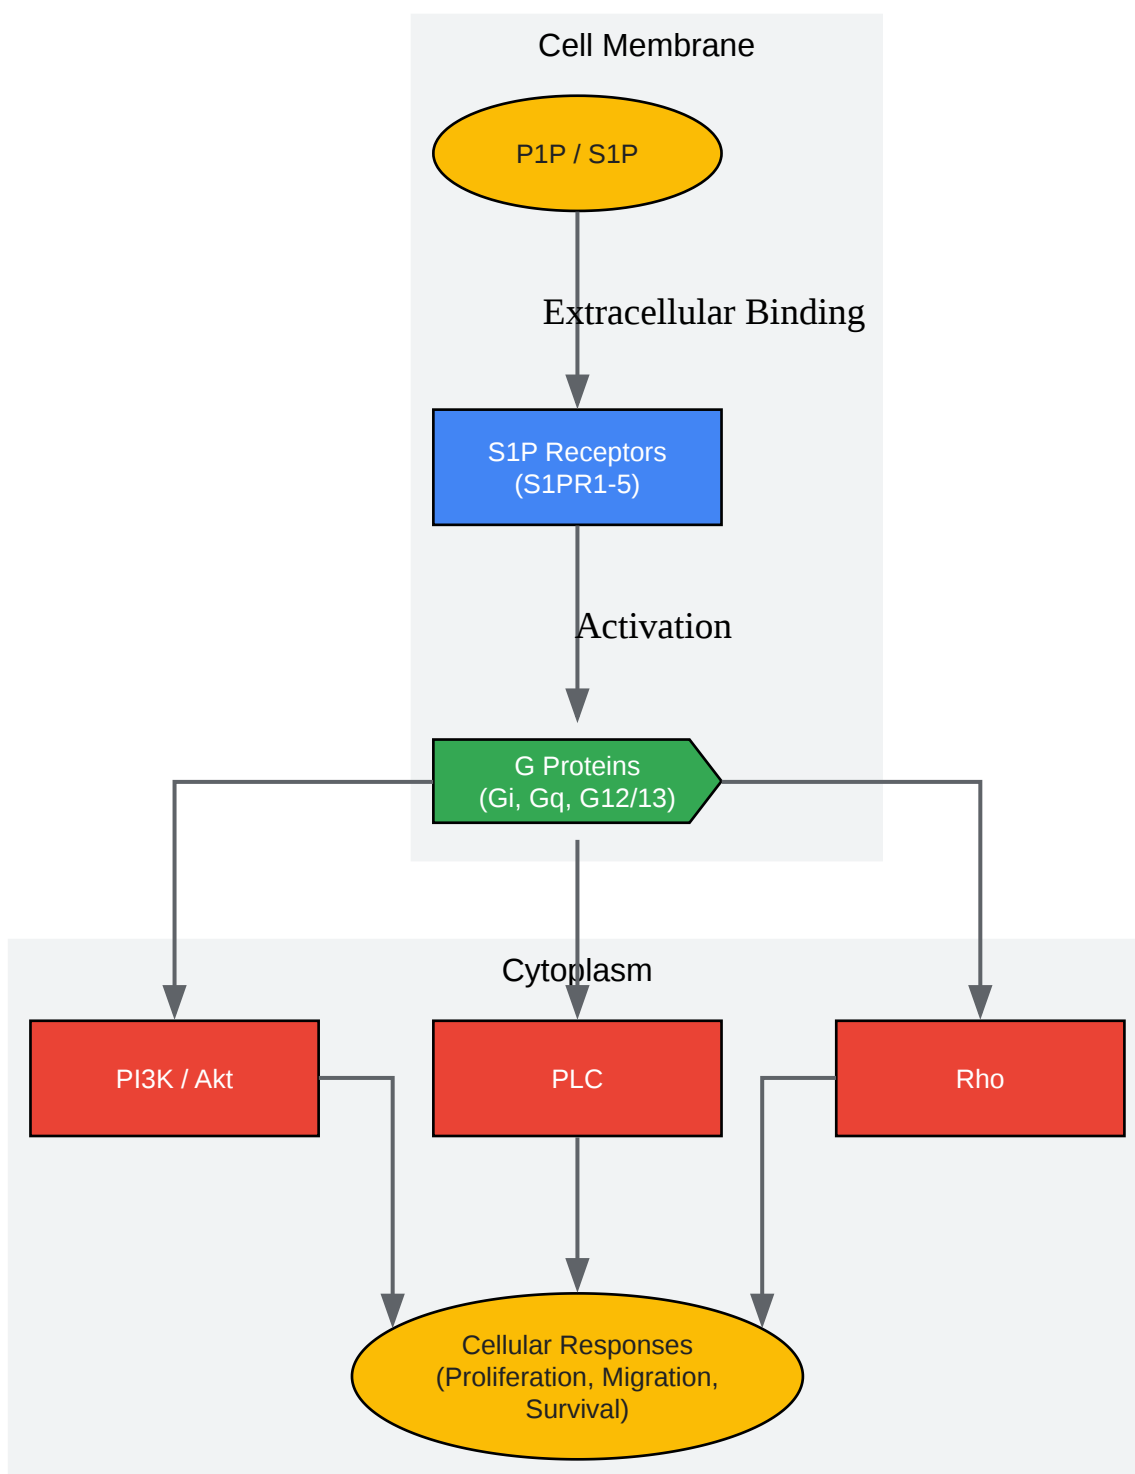 Cell Membrane
P1P / S1P
Extracellular Binding
S1P Receptors
(S1PR1-5)
Activation
G Proteins
(Gi, Gq, G12/13)
Cytoplasm
PI3K / Akt
PLC
Rho
Cellular Responses
(Proliferation, Migration,
Survival)